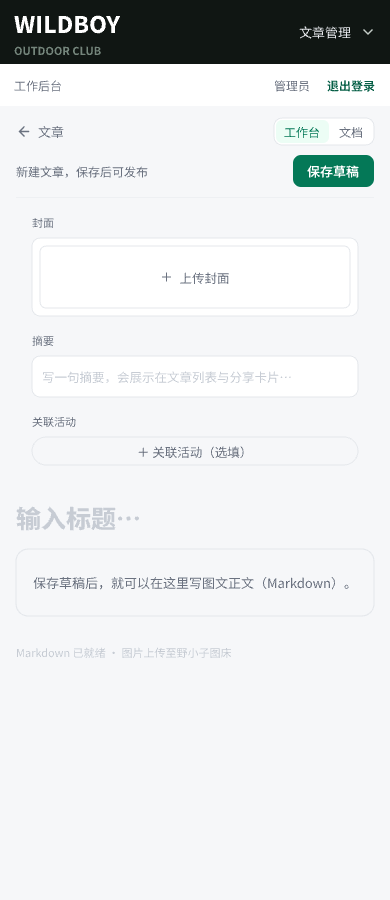 WILDBOY
OUTDOOR CLUB
文章管理
工作后台
管理员
退出登录
文章
工作台
文档
新建文章，保存后可发布
保存草稿
封面
上传封面
摘要
写一句摘要，会展示在文章列表与分享卡片…
关联活动
+ 关联活动（选填）
输入标题…
保存草稿后，就可以在这里写图文正文（Markdown）。
Markdown 已就绪 · 图片上传至野小子图床